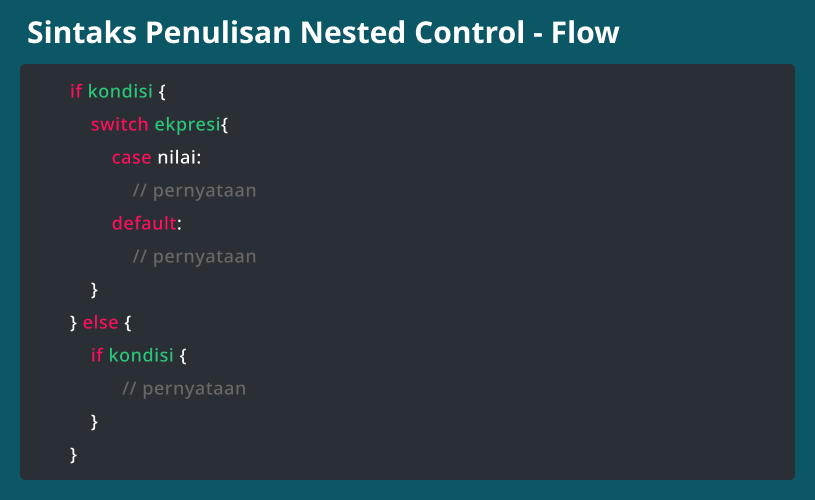 Sintaks Penulisan Nested Control - Flow
if kondisi {
switch ekpresi{
case nilai:
// pernyataan
default:
// pernyataan
}
} else {
if kondisi {
// pernyataan
}
}